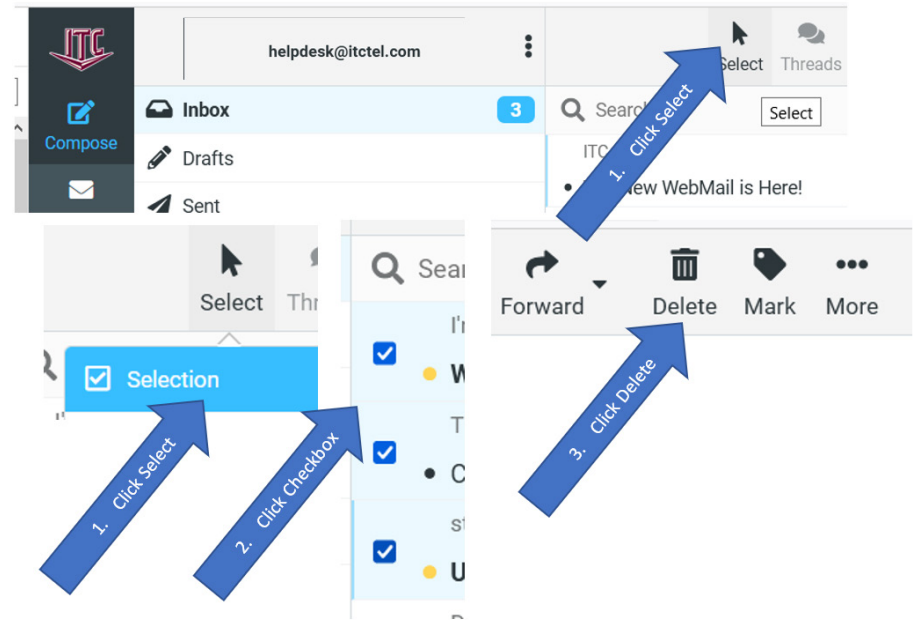 ITC
helpdesk@itctel.com
Select
Threads
Compose
Inbox
3
Drafts
Sent
Select
ITC
New WebMail is Here!
1. Click Select
Select
Selection
1. Click Select
2. Click Checkbox
Forward
Delete
Mark
More
3. Click Delete